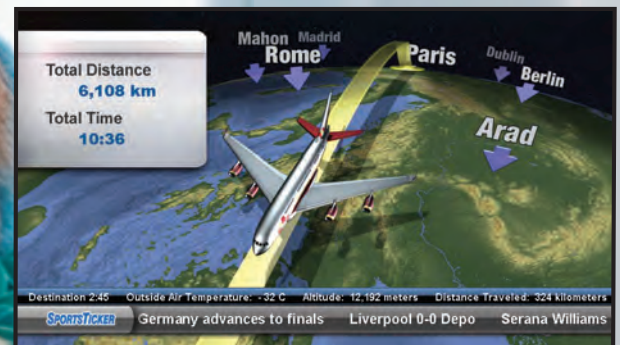 Mahon Madrid
Rome
Paris
Dublin
Berlin
Total Distance
6,108 km
Total Time
10:36
Arad
Destination 2:45 Outside Air Temperature: -32 C Altitude: 12,192 meters Distance Traveled: 324 kilometers
SPORTSTICKER Germany advances to finals Liverpool 0-0 Depo Serana Williams